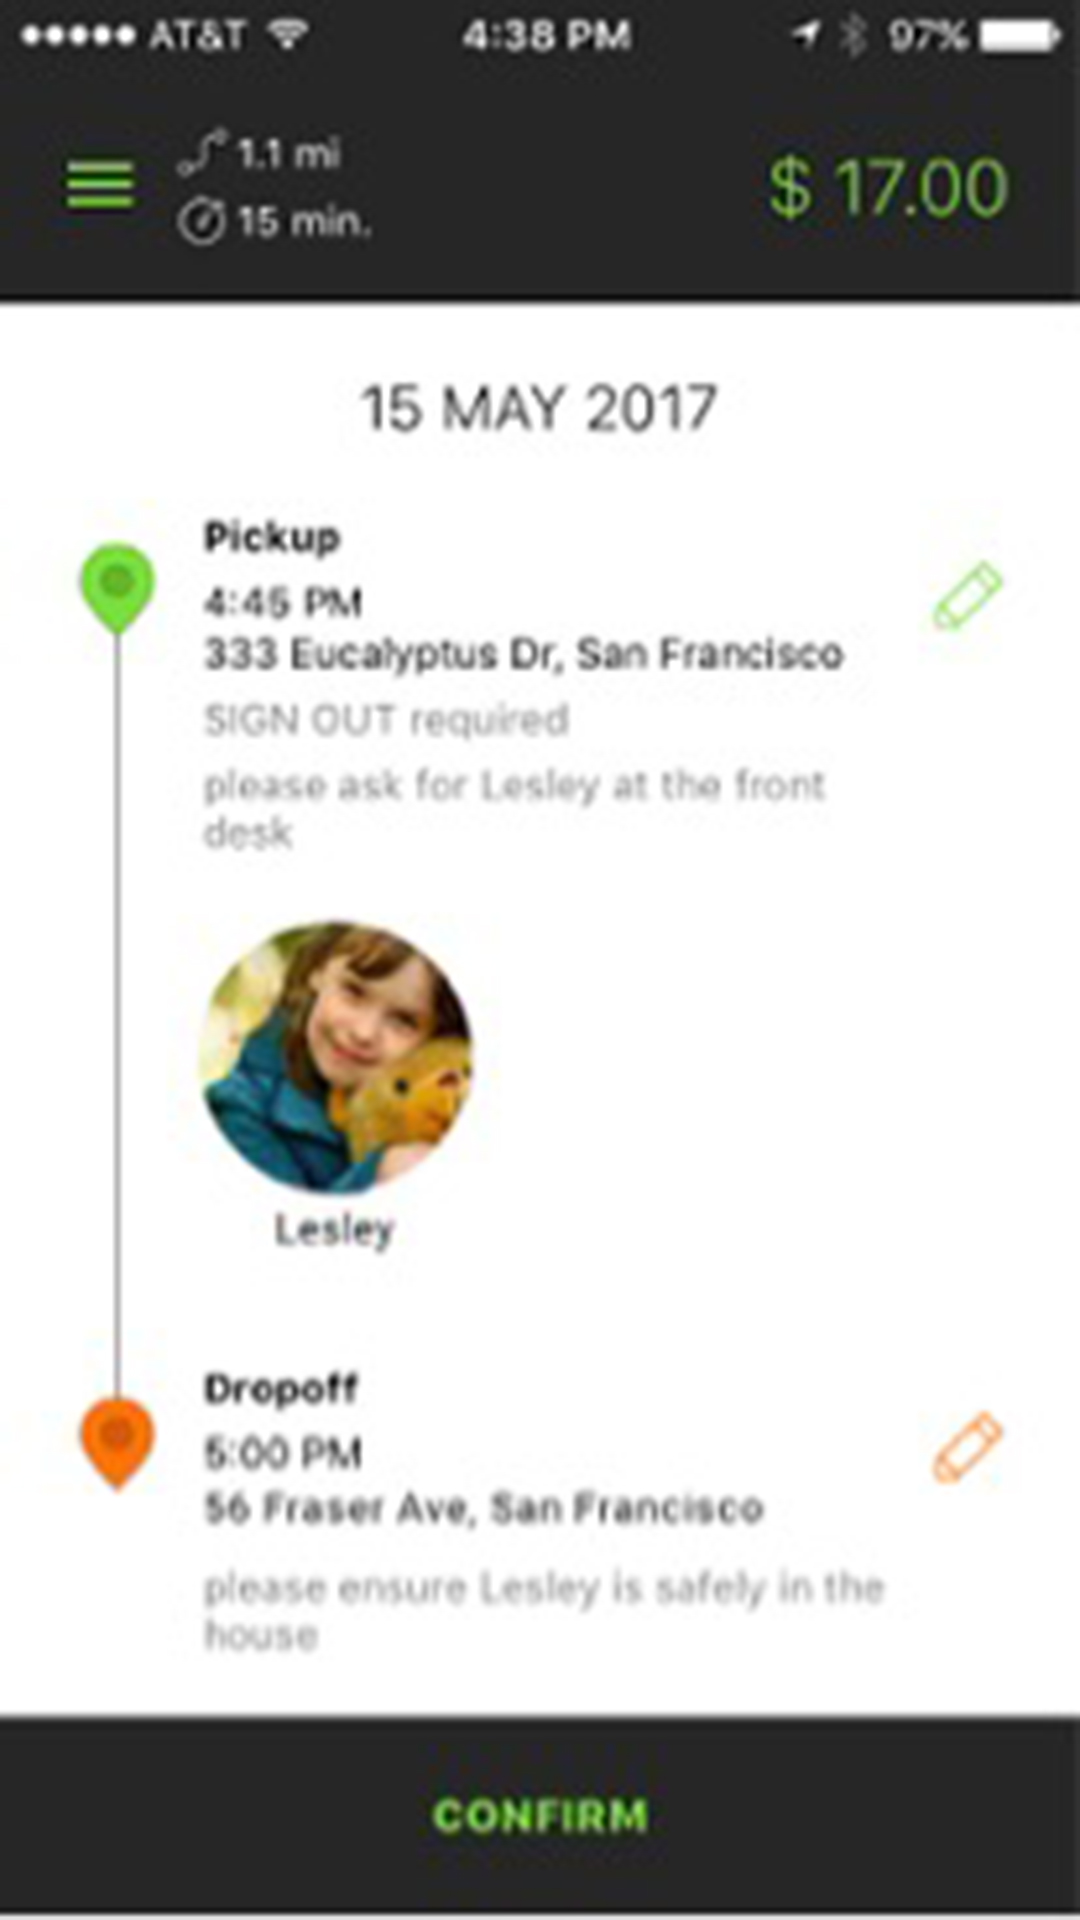 AT&T 4:38 PM 97%
1.1 mi
15 min.
$ 17.00
15 MAY 2017
Pickup
4:45 PM
333 Eucalyptus Dr, San Francisco
SIGN OUT required
please ask for Lesley at the front
desk
Lesley
Dropoff
5:00 PM
56 Fraser Ave, San Francisco
please ensure Lesley is safely in the
house
CONFIRM